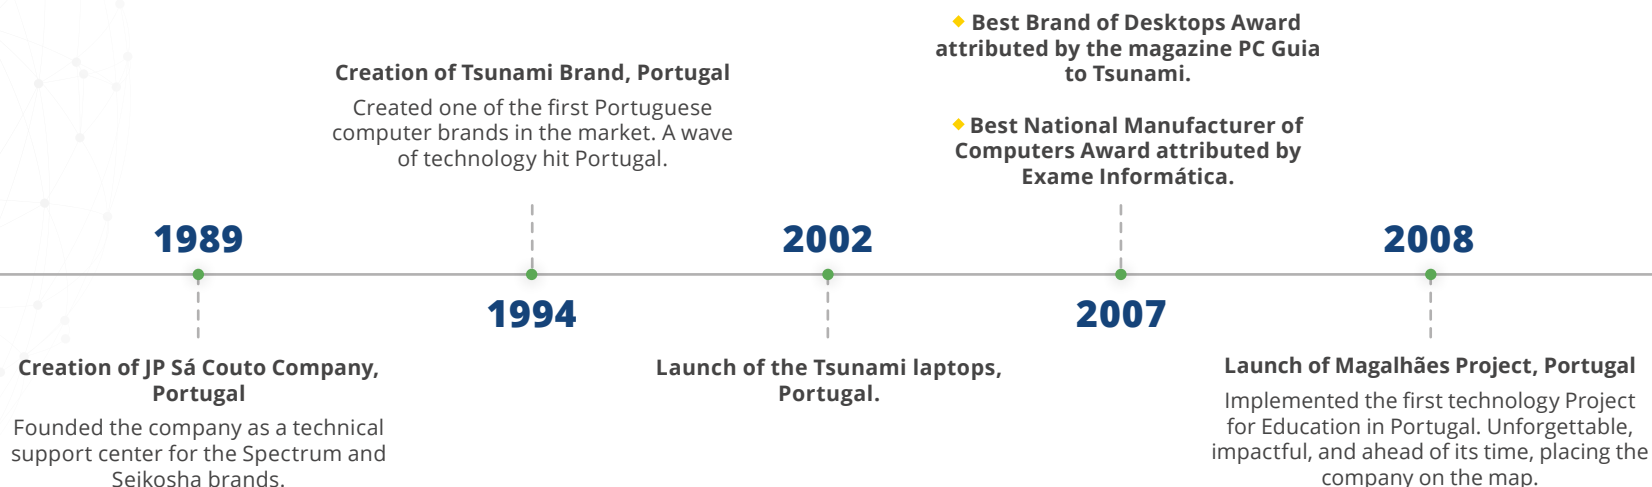 1989
Creation of JP Sá Couto Company,
Portugal
Founded the company as a technical
support center for the Spectrum and
Seikosha brands.
Creation of Tsunami Brand, Portugal
Created one of the first Portuguese
computer brands in the market. A wave
of technology hit Portugal.
1994
2002
Launch of the Tsunami laptops,
Portugal.
Best Brand of Desktops Award
attributed by the magazine PC Guia
to Tsunami.
Best National Manufacturer of
Computers Award attributed by
Exame Informática.
2007
2008
Launch of Magalhães Project, Portugal
Implemented the first technology Project
for Education in Portugal. Unforgettable,
impactful, and ahead of its time, placing the
company on the map.